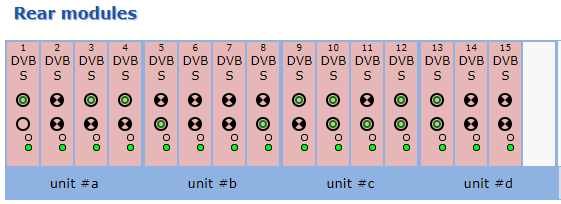 Rear modules
1 2 3 4 5 6 7 8 9 10 11 12 13 14 15
DVB DVB DVB DVB DVB DVB DVB DVB DVB DVB DVB DVB DVB DVB DVB
S S S S S S S S S S S S S S S
unit #a unit #b unit #c unit #d